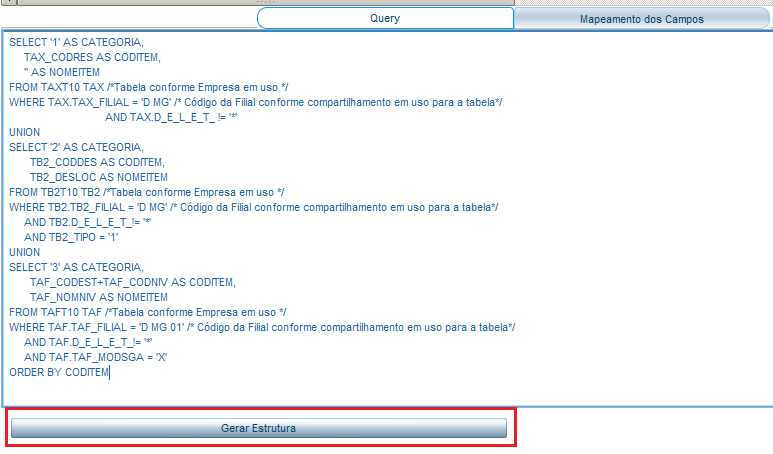 Query
Mapeamento dos Campos
SELECT '1' AS CATEGORIA,
TAX_CODRES AS CODITEM,
'' AS NOMEITEM
FROM TAXT10 TAX /*Tabela conforme Empresa em uso */
WHERE TAX.TAX_FILIAL = 'D MG' /* Código da Filial conforme compartilhamento em uso para a tabela*/
AND TAX.D_E_L_E_T_ != '*'
UNION
SELECT '2' AS CATEGORIA,
TB2_CODDES AS CODITEM,
TB2_DESLOC AS NOMEITEM
FROM TB2T10 TB2 /*Tabela conforme Empresa em uso */
WHERE TB2.TB2_FILIAL = 'D MG' /* Código da Filial conforme compartilhamento em uso para a tabela*/
AND TB2.D_E_L_E_T_!= '*'
AND TB2_TIPO = '1'
UNION
SELECT '3' AS CATEGORIA,
TAF_CODEST+TAF_CODNIV AS CODITEM,
TAF_NOMNIV AS NOMEITEM
FROM TAFT10 TAF /*Tabela conforme Empresa em uso */
WHERE TAF.TAF_FILIAL = 'D MG 01' /* Código da Filial conforme compartilhamento em uso para a tabela*/
AND TAF.D_E_L_E_T_!= '*'
AND TAF.TAF_MODSGA = 'X'
ORDER BY CODITEM
Gerar Estrutura